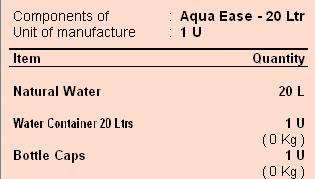 Components of : Aqua Ease - 20 Ltr
Unit of manufacture : 1 U
Item Quantity
Natural Water 20 L
Water Container 20 Ltrs 1 U
( 0 Kg )
Bottle Caps 1 U
( 0 Kg )